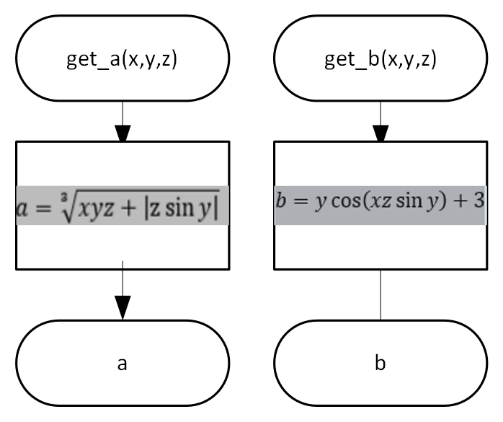 get_a(x,y,z)
get_b(x,y,z)
a = ∛xyz + |z sin y|
b = y cos(xz sin y) + 3
a
b